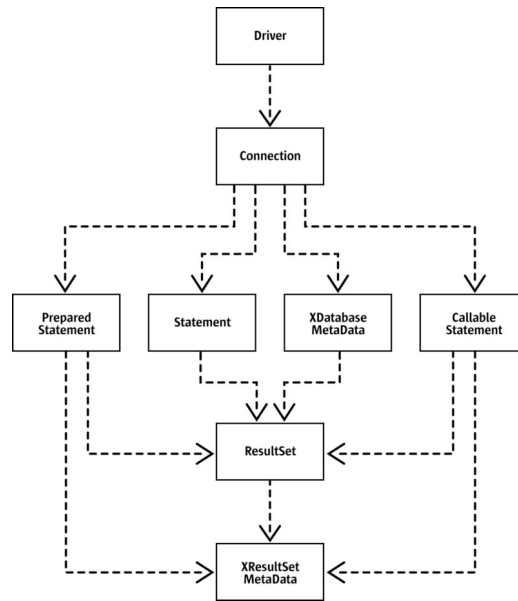 Driver
Connection
Prepared
Statement
Statement
XDatabase
MetaData
Callable
Statement
ResultSet
XResultSet
MetaData